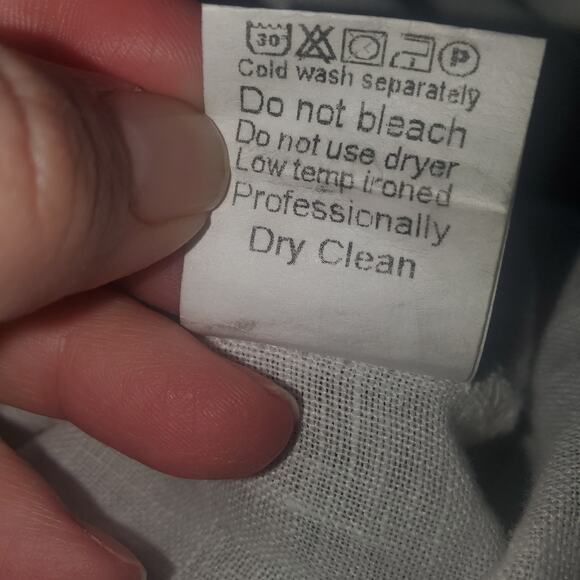 30 P
Cold wash separately
Do not bleach
Do not use dryer
Low temp ironed
Professionally
Dry Clean